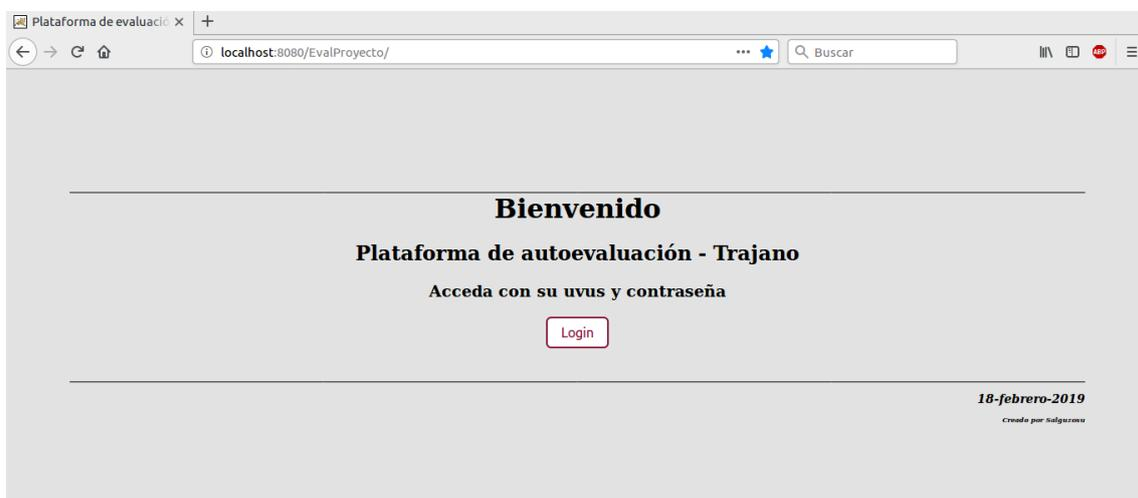 Plataforma de evaluació
localhost:8080/EvalProyecto/
Buscar
ABP
Bienvenido
Plataforma de autoevaluación - Trajano
Acceda con su uvus y contraseña
Login
18-febrero-2019
Creado por Salguzosu